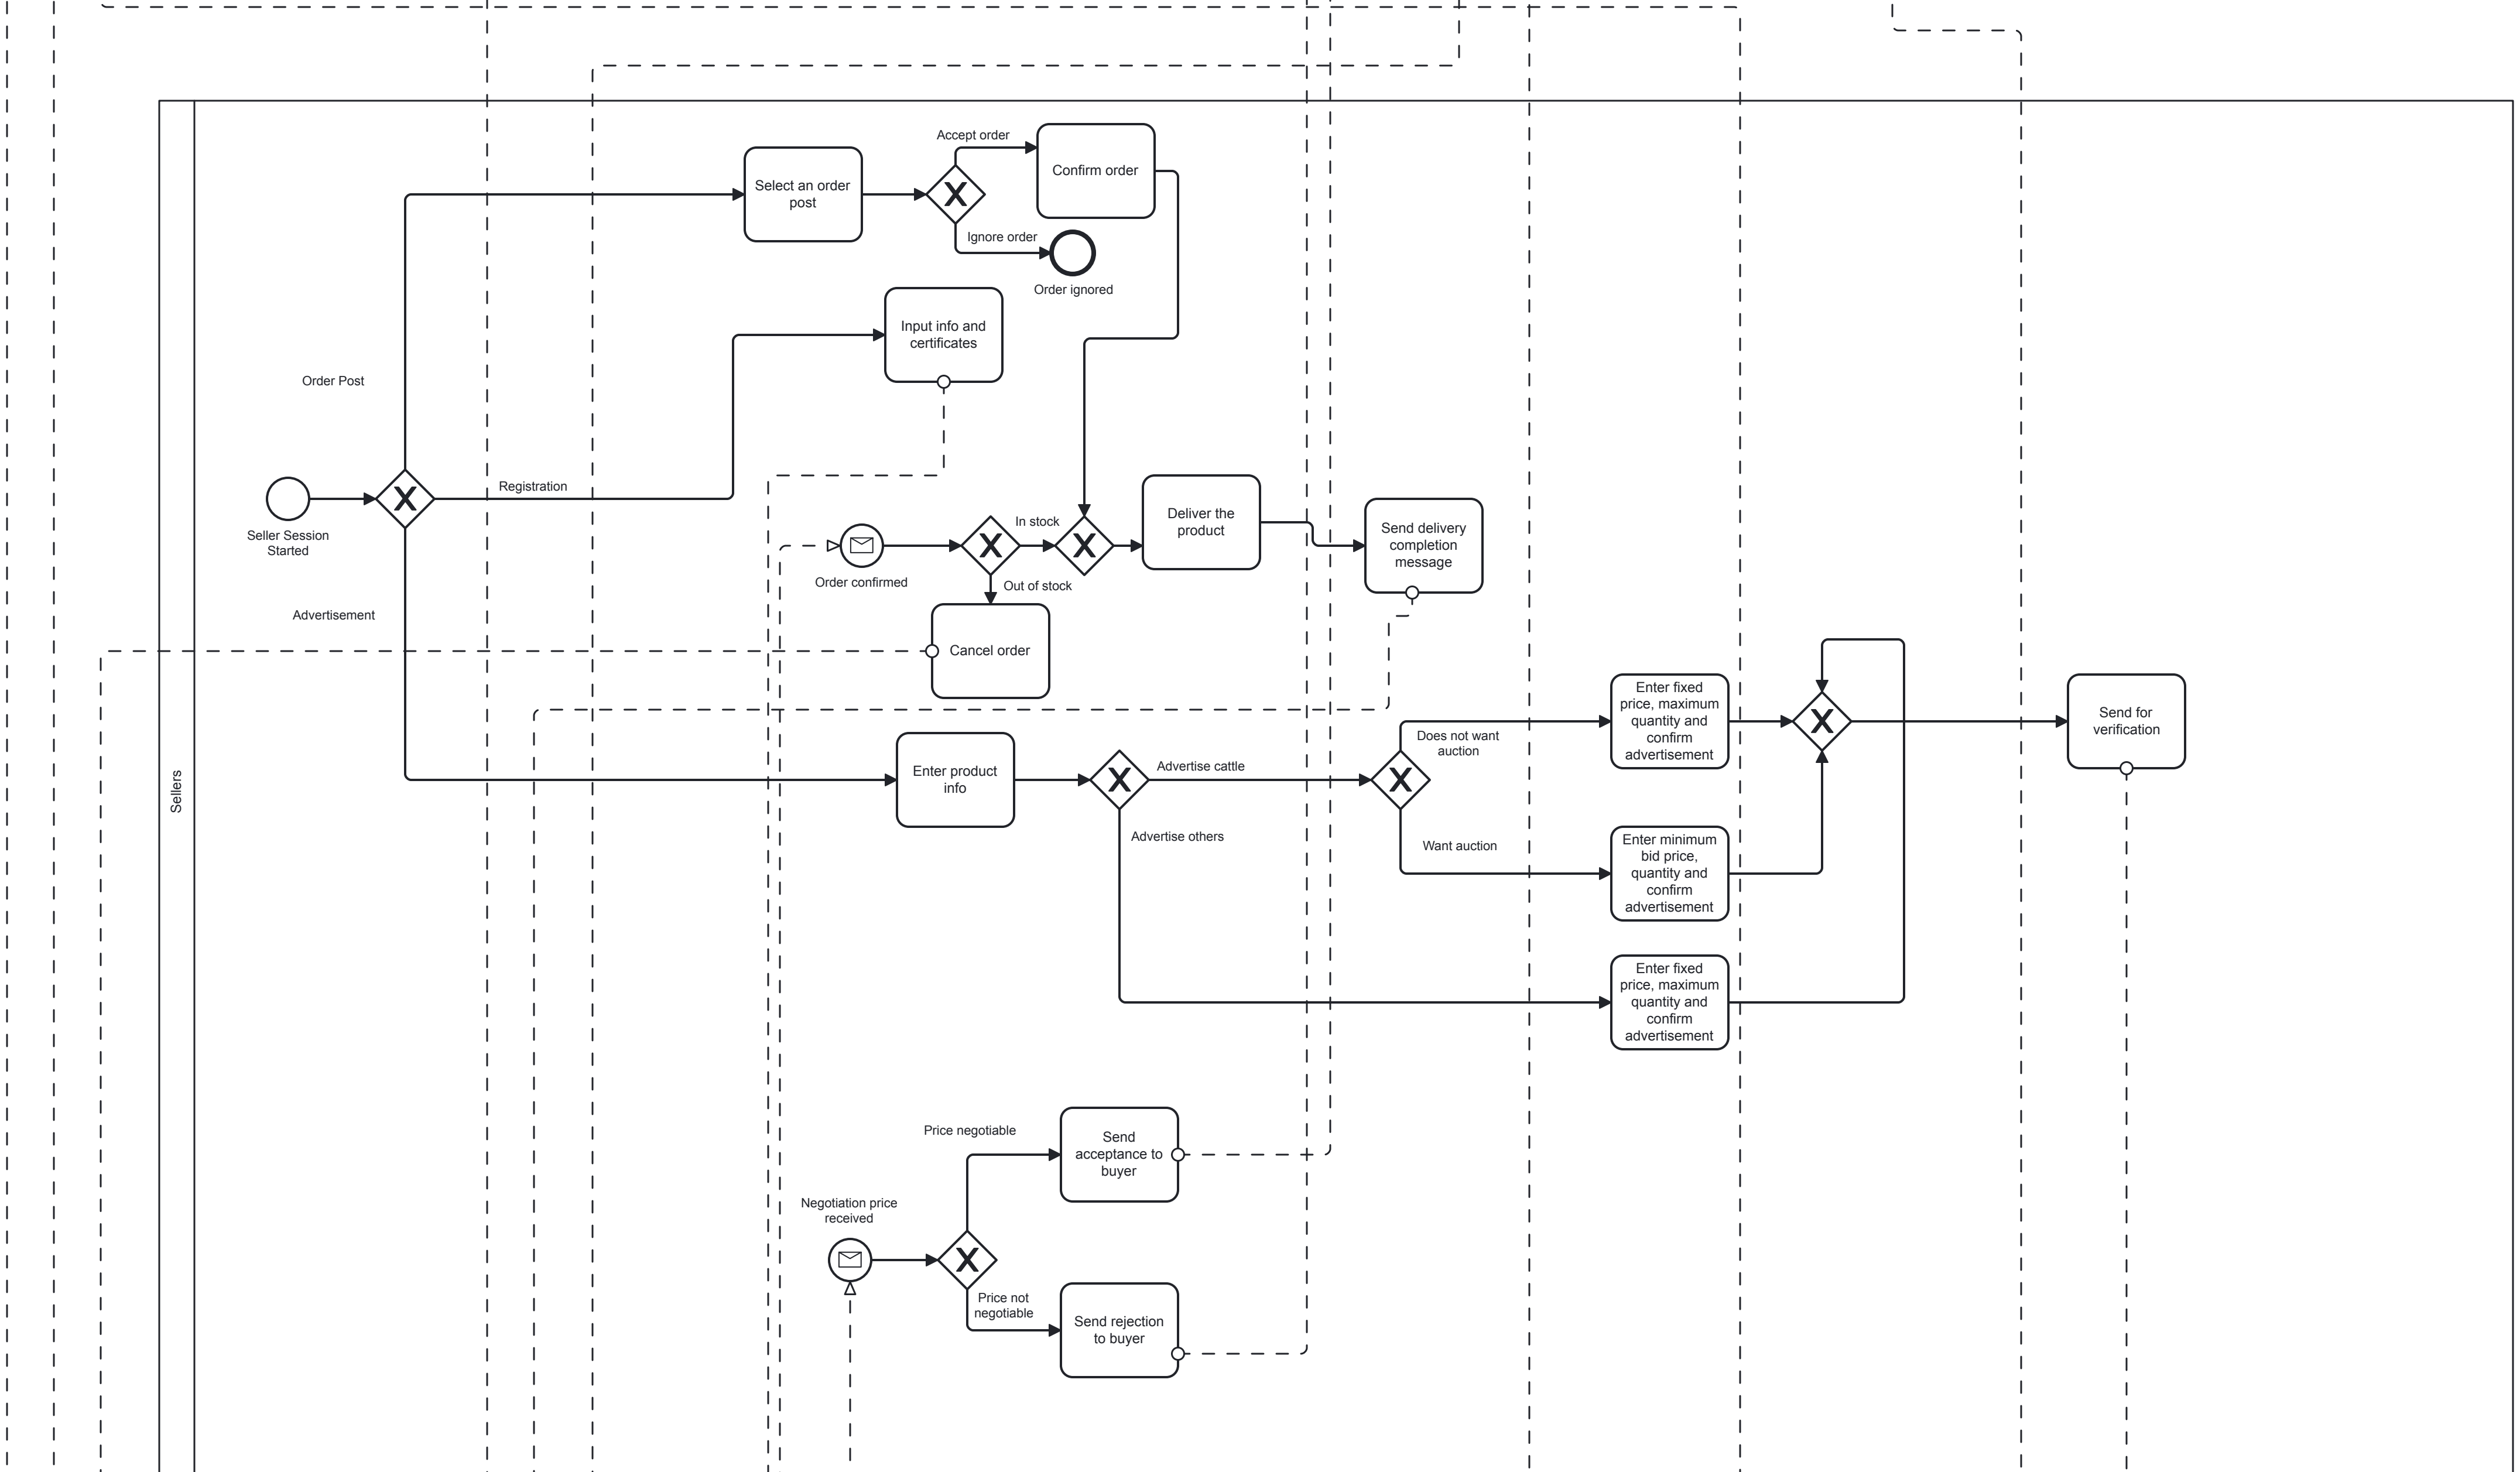 Accept order
Confirm order
Select an order
post
Ignore order
Order ignored
Input info and
certificates
Order Post
Registration
Seller Session
Started
Deliver the
product
Send delivery
completion
message
In stock
Order confirmed
Out of stock
Advertisement
Cancel order
Sellers
Enter product
info
Advertise cattle
Advertise others
Does not want
auction
Want auction
Enter fixed
price, maximum
quantity and
confirm
advertisement
Send for
verification
Enter minimum
bid price,
quantity and
confirm
advertisement
Enter fixed
price, maximum
quantity and
confirm
advertisement
Price negotiable
Send
acceptance to
buyer
Negotiation price
received
Price not
negotiable
Send rejection
to buyer